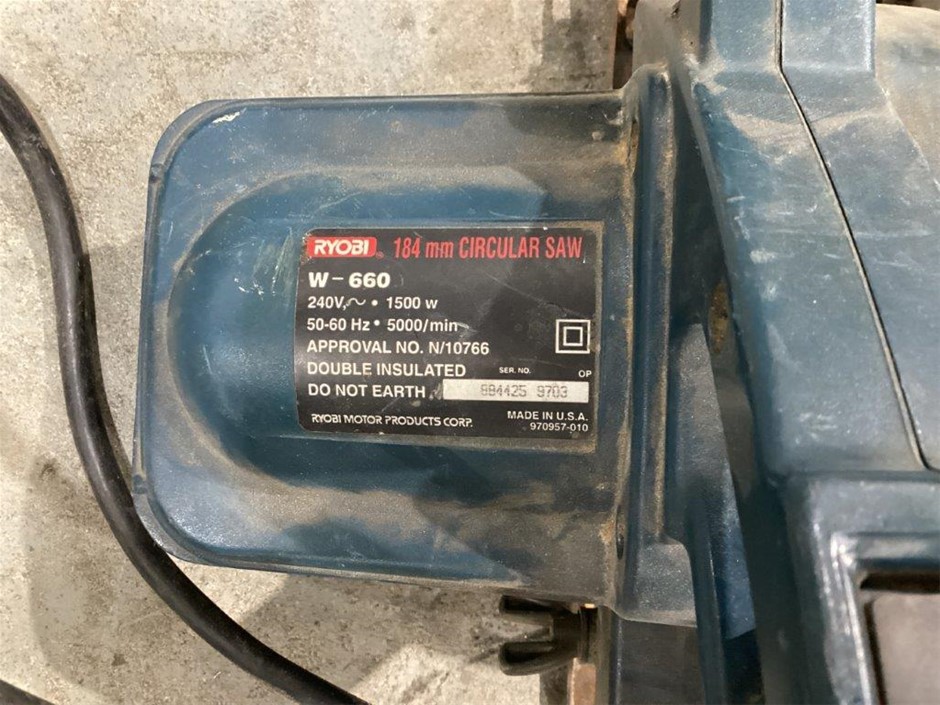 RYOBI® 184 mm CIRCULAR SAW
W-660
240V,~ • 1500 w
50-60 Hz • 5000/min
APPROVAL NO. N/10766
DOUBLE INSULATED SER. NO. OP
DO NOT EARTH 884425 9703
RYOBI MOTOR PRODUCTS CORP. MADE IN U.S.A.
970957-010